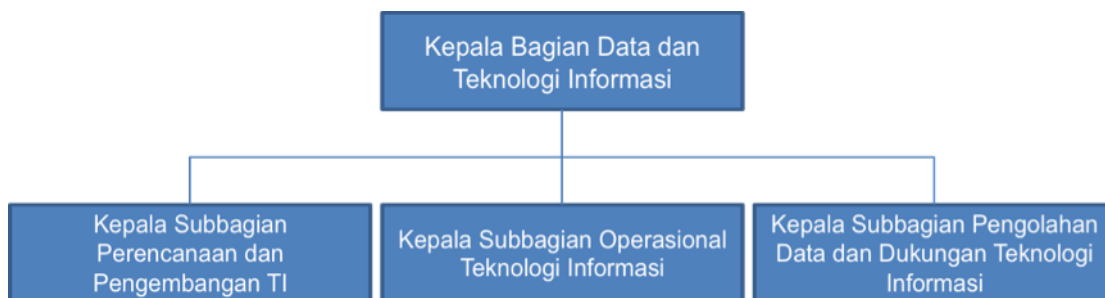 Kepala Bagian Data dan
Teknologi Informasi
Kepala Subbagian
Perencanaan dan
Pengembangan TI
Kepala Subbagian Operasional
Teknologi Informasi
Kepala Subbagian Pengolahan
Data dan Dukungan Teknologi
Informasi